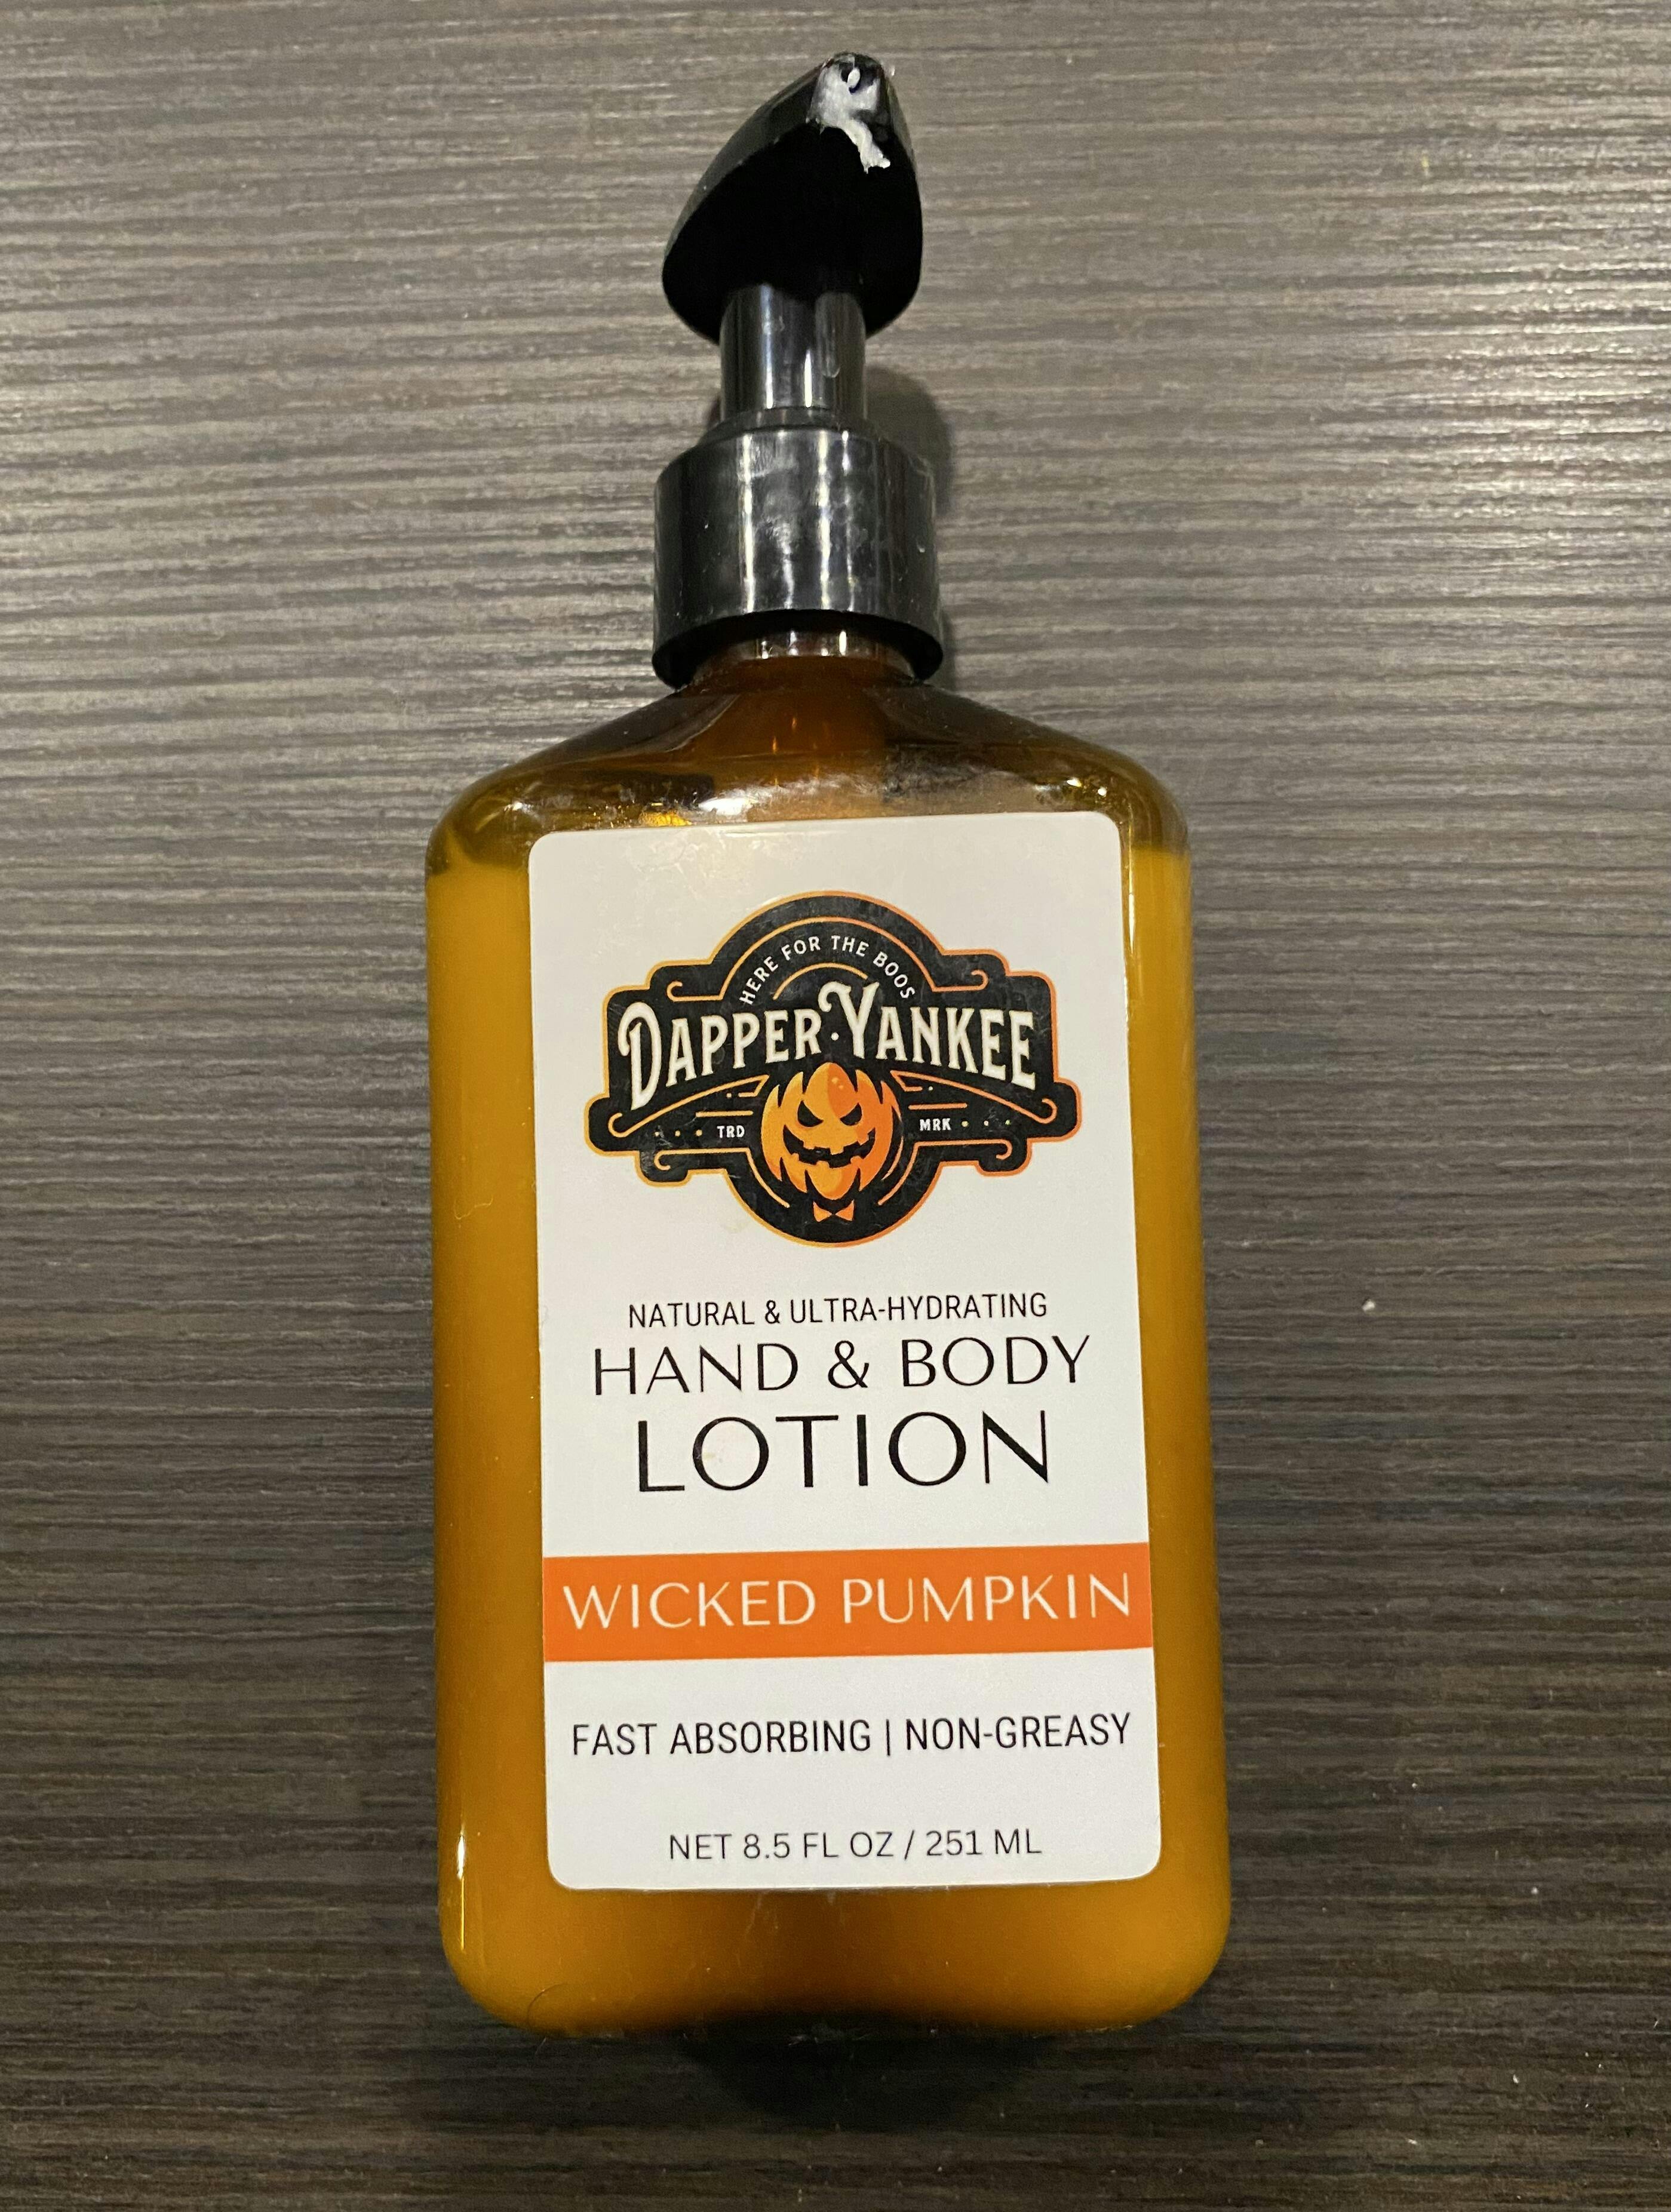 HERE FOR THE BOOS
DAPPER·YANKEE
TRD MRK
NATURAL & ULTRA-HYDRATING
HAND & BODY
LOTION
WICKED PUMPKIN
FAST ABSORBING | NON-GREASY
NET 8.5 FL OZ / 251 ML